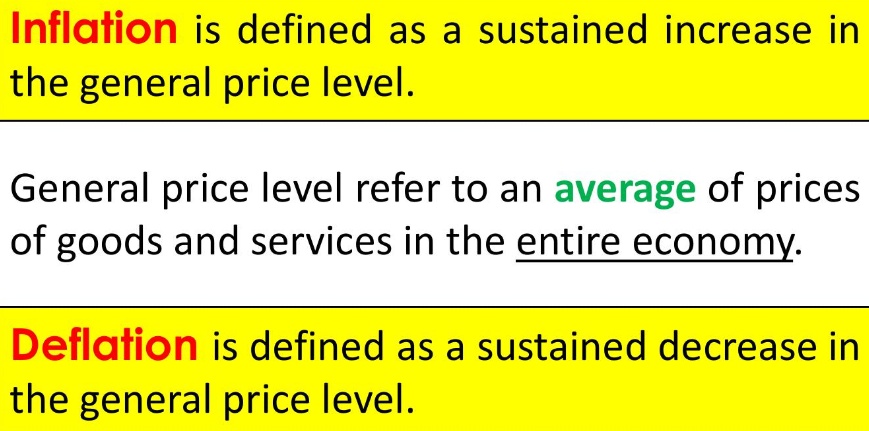 Inflation is defined as a sustained increase in
the general price level.
General price level refer to an average of prices
of goods and services in the entire economy.
Deflation is defined as a sustained decrease in
the general price level.